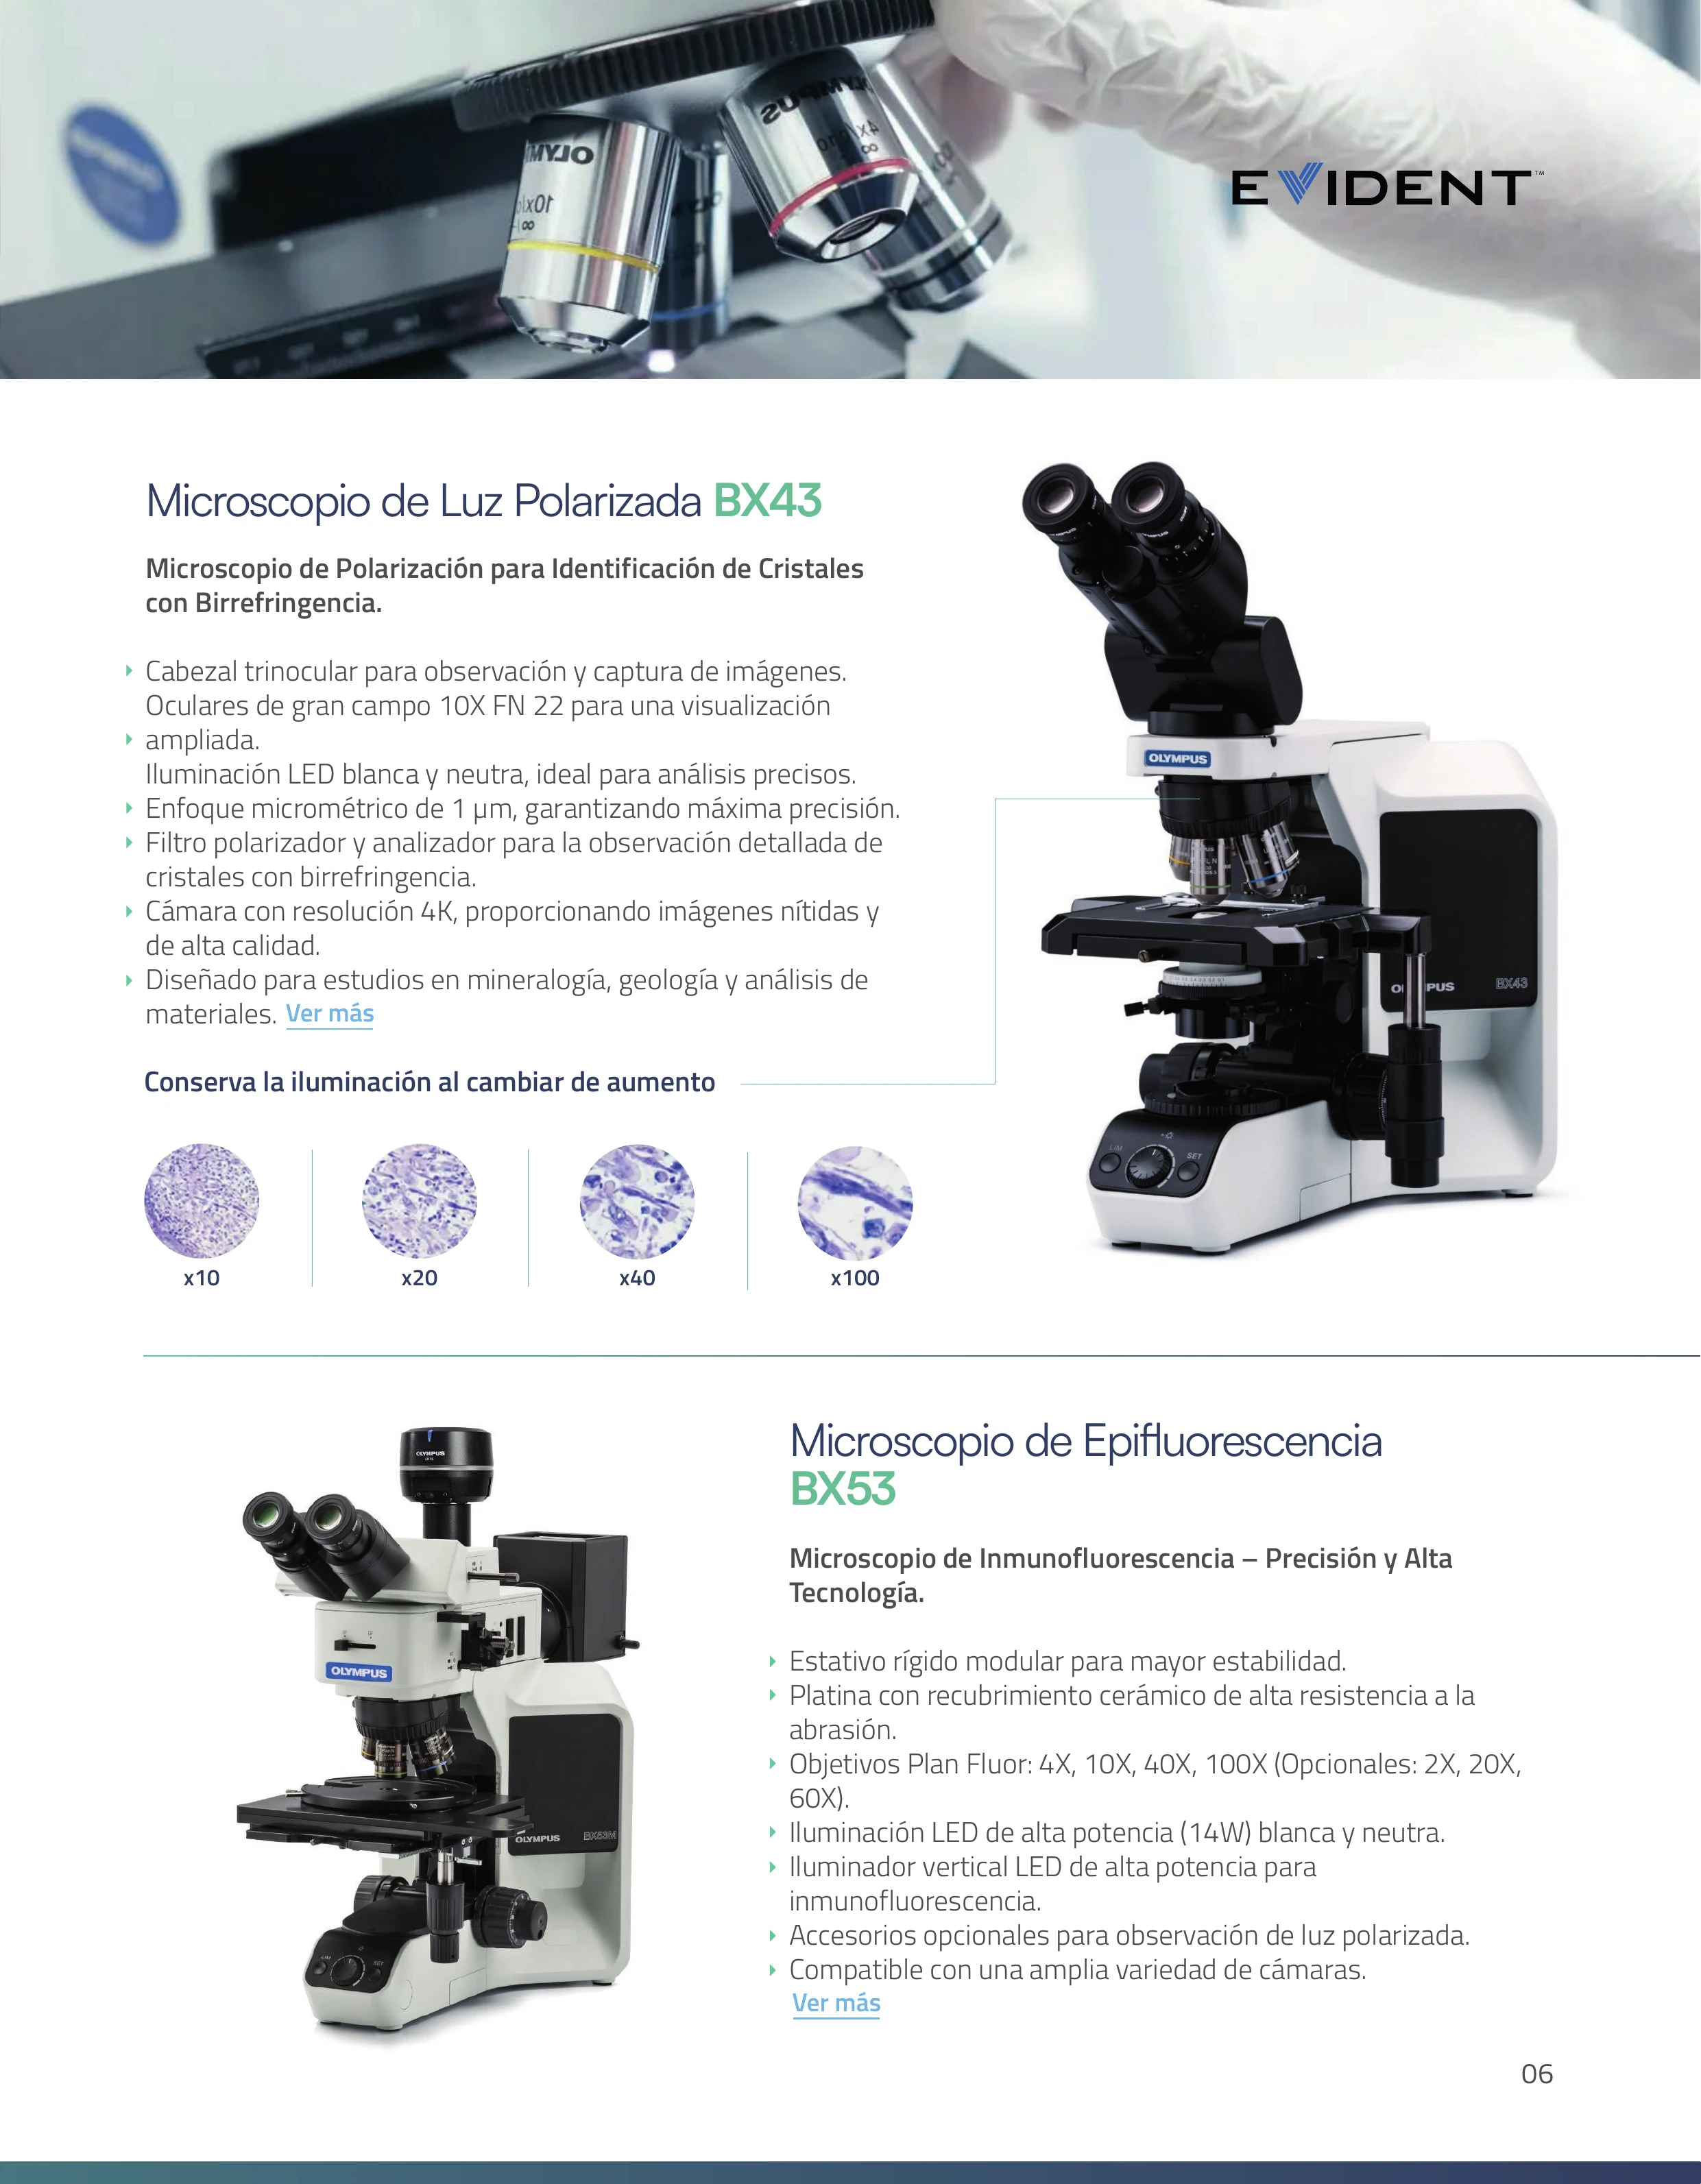 EVIDENT™
Microscopio de Luz Polarizada BX43
Microscopio de Polarización para Identificación de Cristales
con Birrefringencia.
Cabezal trinocular para observación y captura de imágenes.
Oculares de gran campo 10X FN 22 para una visualización
ampliada.
Iluminación LED blanca y neutra, ideal para análisis precisos.
Enfoque micrométrico de 1 µm, garantizando máxima precisión.
Filtro polarizador y analizador para la observación detallada de
cristales con birrefringencia.
Cámara con resolución 4K, proporcionando imágenes nítidas y
de alta calidad.
Diseñado para estudios en mineralogía, geología y análisis de
materiales. Ver más
Conserva la iluminación al cambiar de aumento
x10
x20
x40
x100
OLYMPUS
BX43
SET
Microscopio de Epifluorescencia
BX53
Microscopio de Inmunofluorescencia – Precisión y Alta
Tecnología.
Estativo rígido modular para mayor estabilidad.
Platina con recubrimiento cerámico de alta resistencia a la
abrasión.
Objetivos Plan Fluor: 4X, 10X, 40X, 100X (Opcionales: 2X, 20X,
60X).
Iluminación LED de alta potencia (14W) blanca y neutra.
Iluminador vertical LED de alta potencia para
inmunofluorescencia.
Accesorios opcionales para observación de luz polarizada.
Compatible con una amplia variedad de cámaras.
Ver más
OLYMPUS
OLYMPUS
OLYMPUS BX53M
06